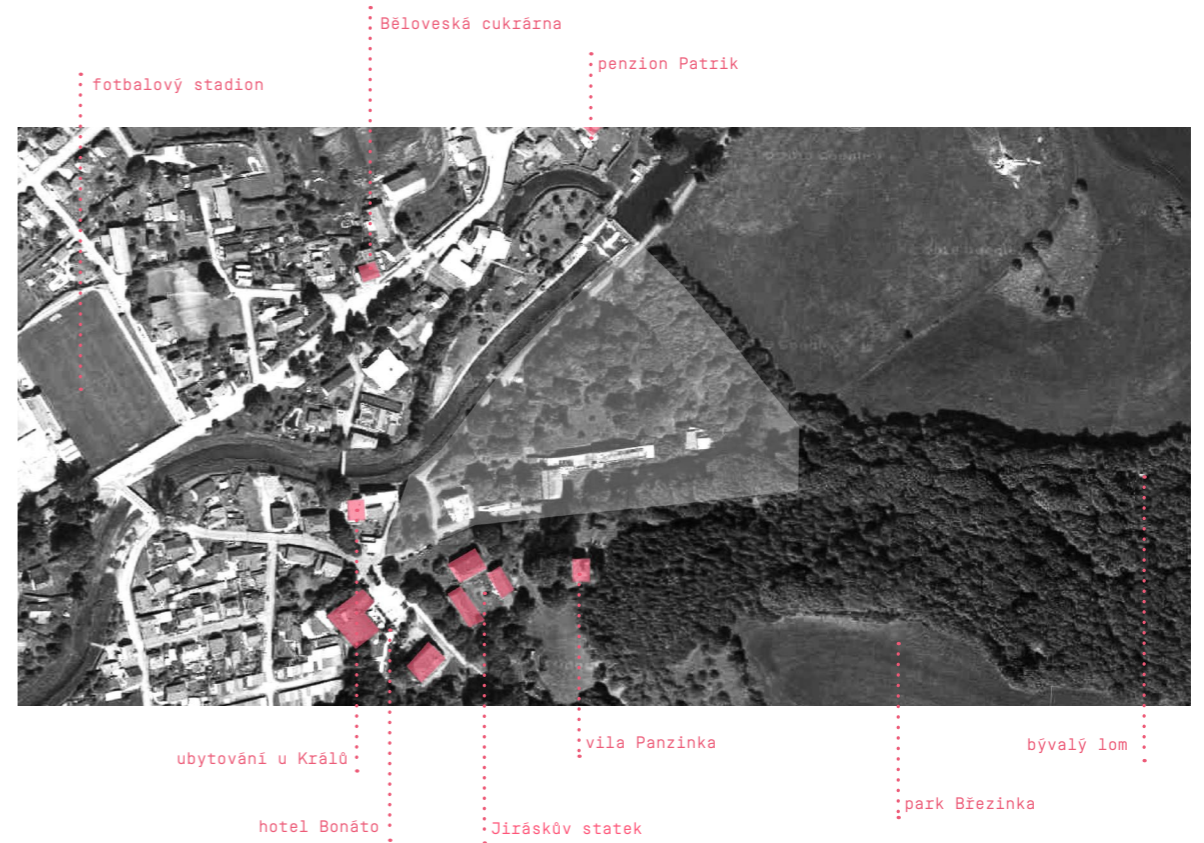 Běloveská cukrárna
penzion Patrik
fotbalový stadion
ubytování u Králů
vila Panzinka
bývalý lom
park Březinka
hotel Bonáto
Jiráskův statek